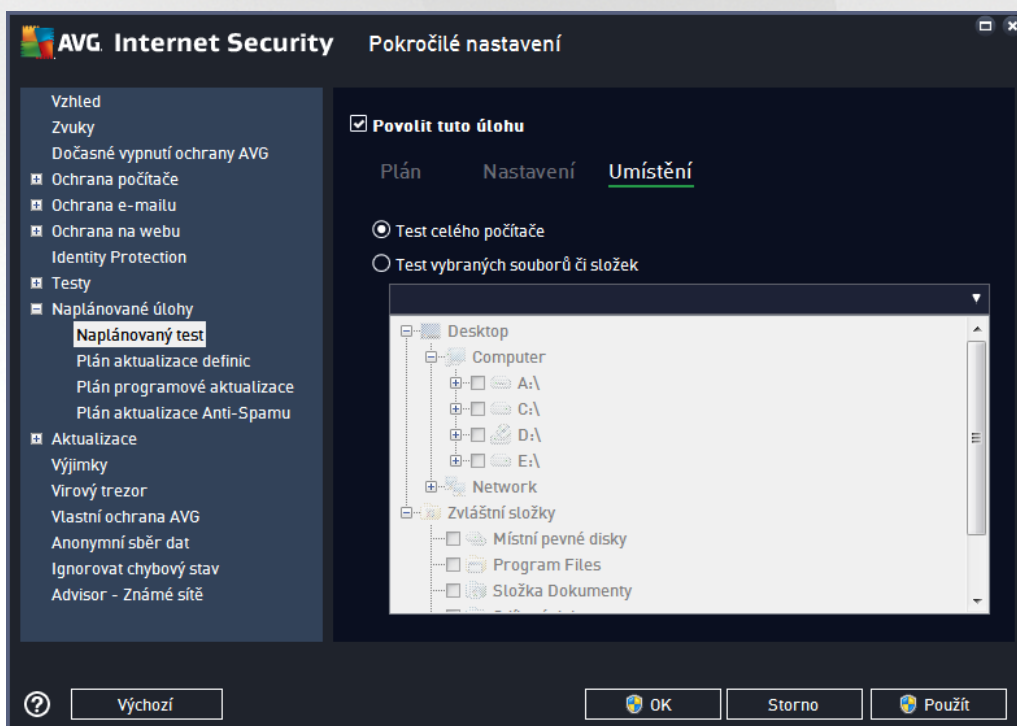 AVG. Internet Security Pokročilé nastavení
Vzhled
Zvuky
Dočasné vypnutí ochrany AVG
Ochrana počítače
Ochrana e-mailu
Ochrana na webu
Identity Protection
Testy
Naplánované úlohy
Naplánovaný test
Plán aktualizace definic
Plán programové aktualizace
Plán aktualizace Anti-Spamu
Aktualizace
Výjimky
Virový trezor
Vlastní ochrana AVG
Anonymní sběr dat
Ignorovat chybový stav
Advisor - Známé sítě
Povolit tuto úlohu
Plán Nastavení Umístění
Test celého počítače
Test vybraných souborů či složek
Desktop
Computer
A:\
C:\
D:\
E:\
Network
Zvláštní složky
Místní pevné disky
Program Files
Složka Dokumenty
Výchozí OK Storno Použít